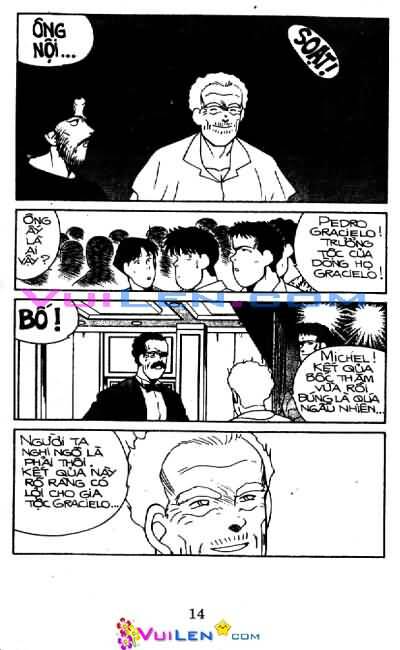 ÔNG
NỘI...
SOẠT!
ÔNG
ẤY
LÀ
AI
VẬY?
PEDRO
GRACIELO!
TRƯỞNG
TỘC CỦA
DÒNG HỌ
GRACIELO!
VuiLen.com
BỐ!
MICHEL!
KẾT QUẢ
BỐC THĂM
VỪA RỒI
ĐÚNG LÀ QUÁ
NGẪU NHIÊN...
NGƯỜI TA
NGHI NGỜ LÀ
PHẢI THÔI
KẾT QUẢ NÀY
RÕ RÀNG CÓ
LỢI CHO GIA
TỘC GRACIELO...
14
VuiLen.com